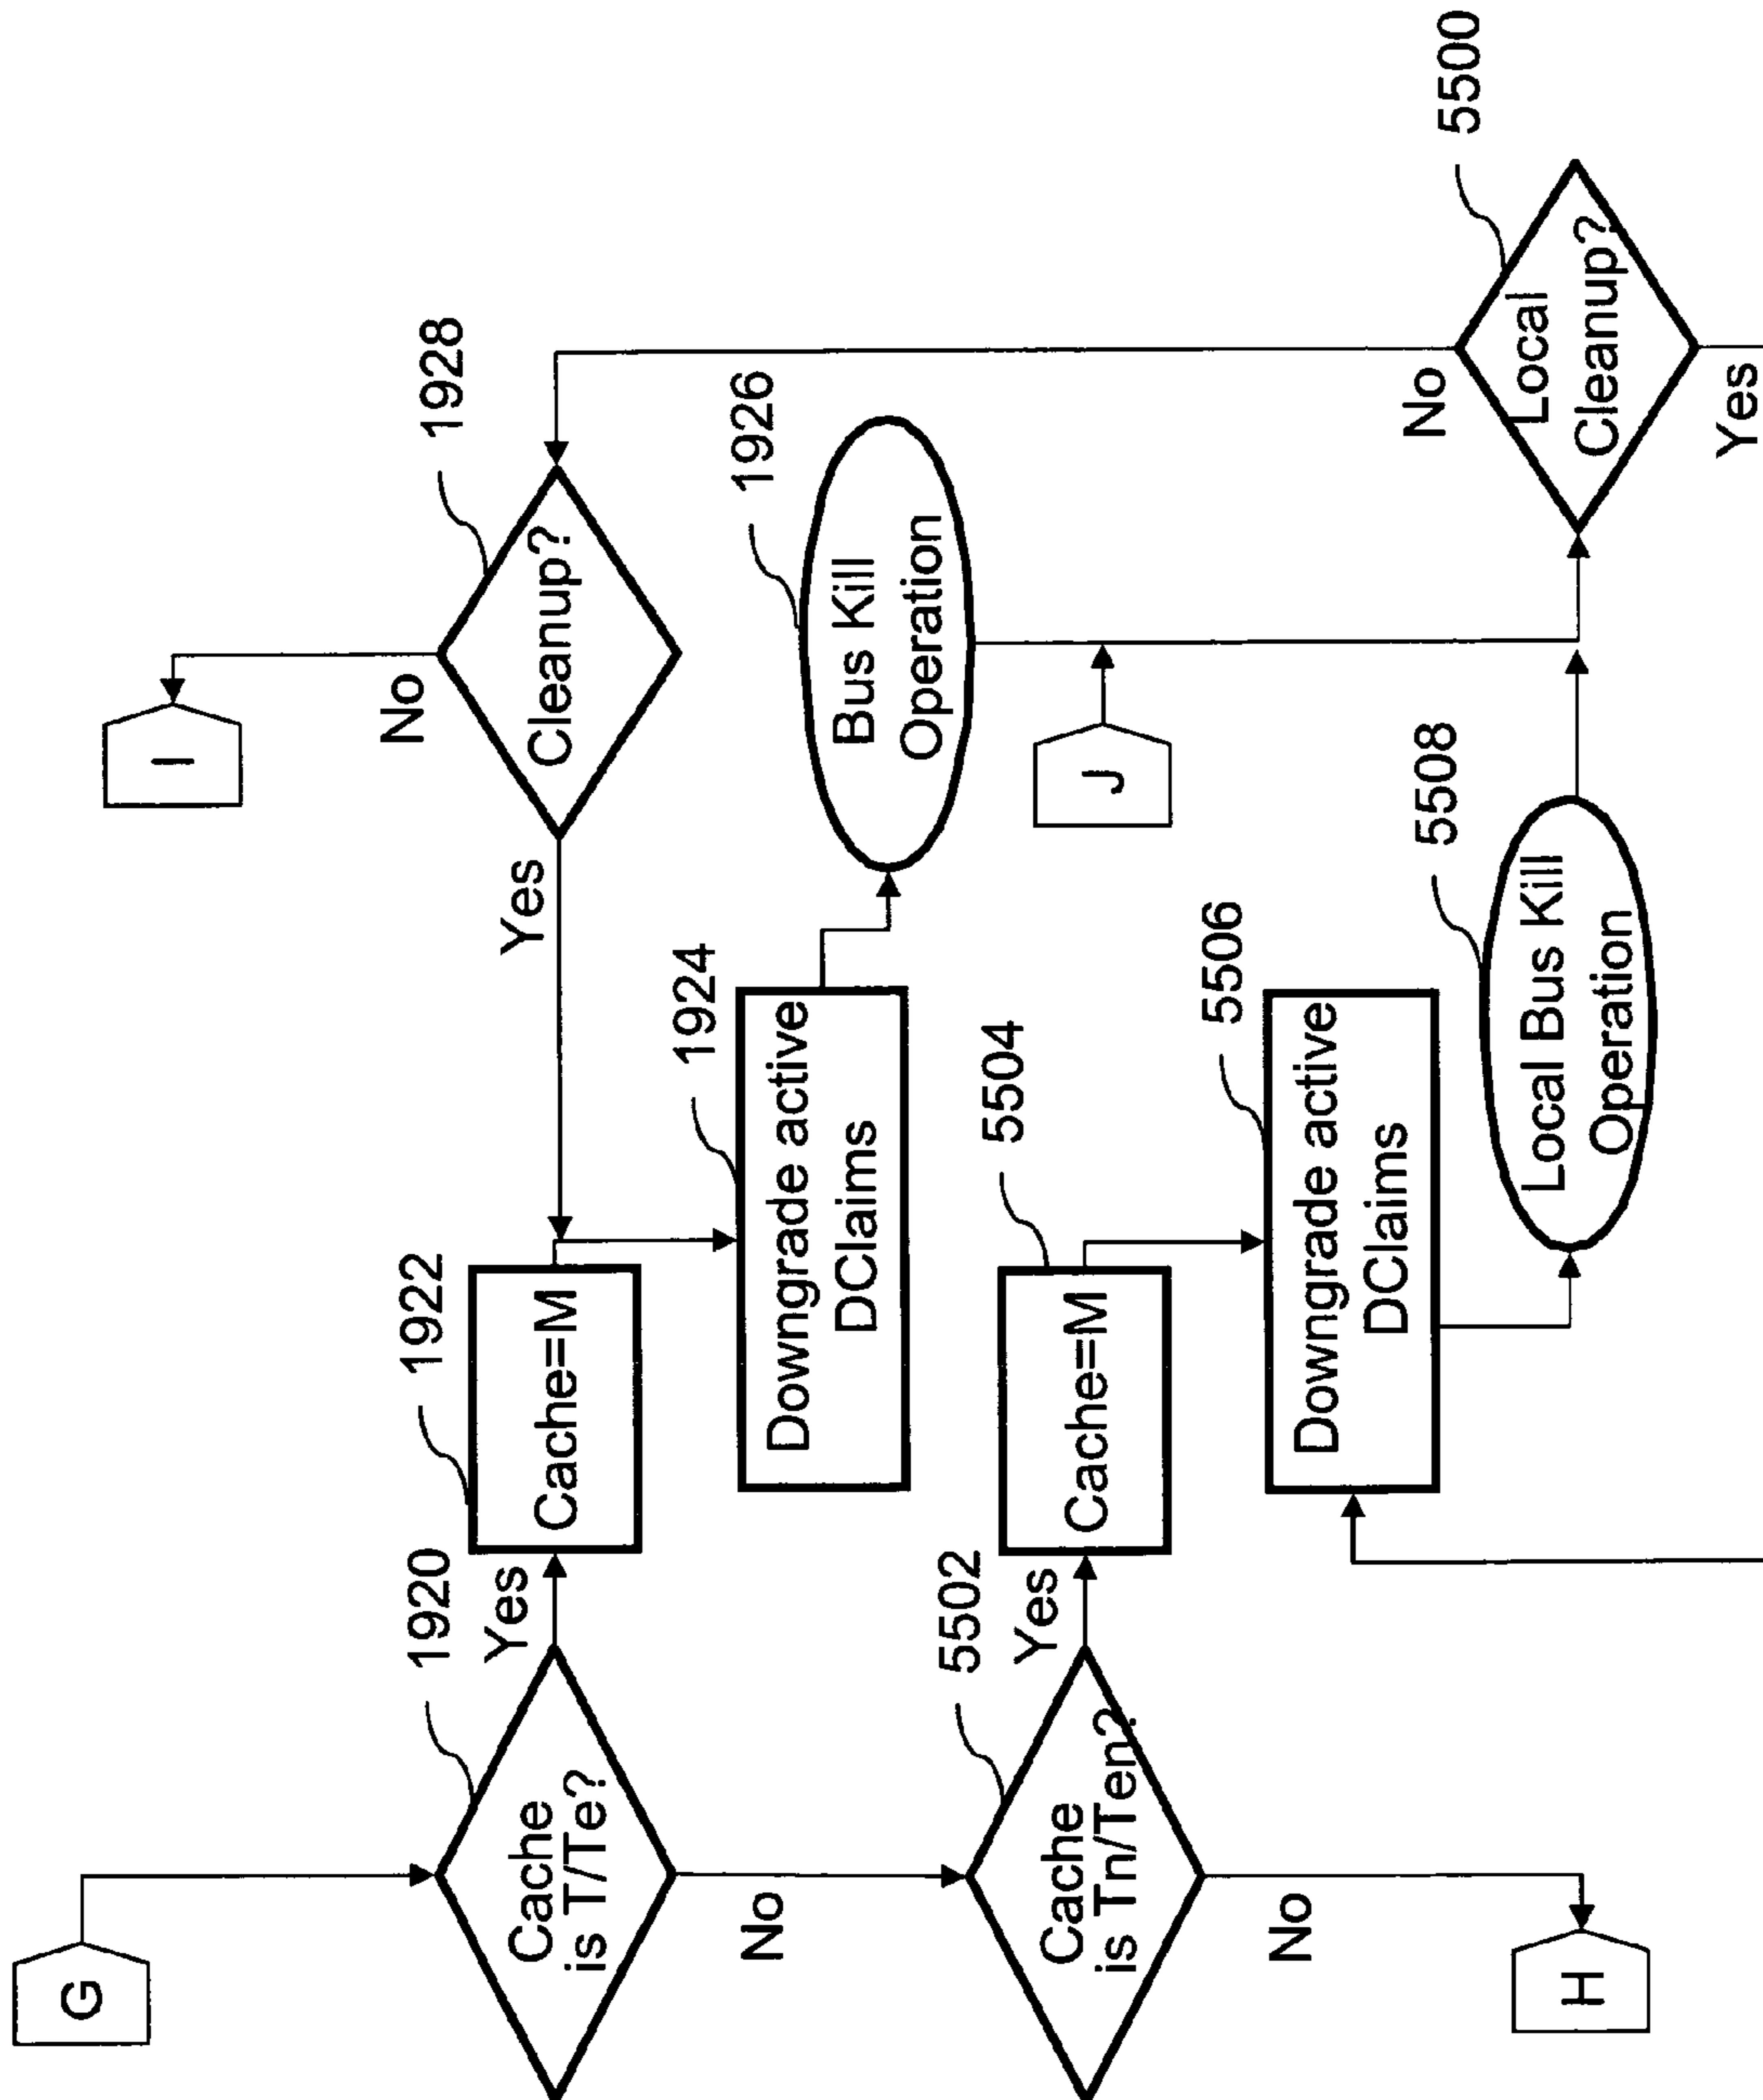 G
1920
Cache
is T/Te?
Yes
No
1922
Cache=M
1924
Downgrade active
DClaims
1926
Bus Kill
Operation
1928
Cleanup?
Yes
No
I
5502
Cache
is Tn/Ten?
Yes
No
H
5504
Cache=M
5506
Downgrade active
DClaims
5508
Local Bus Kill
Operation
J
5500
Local
Cleanup?
No
Yes